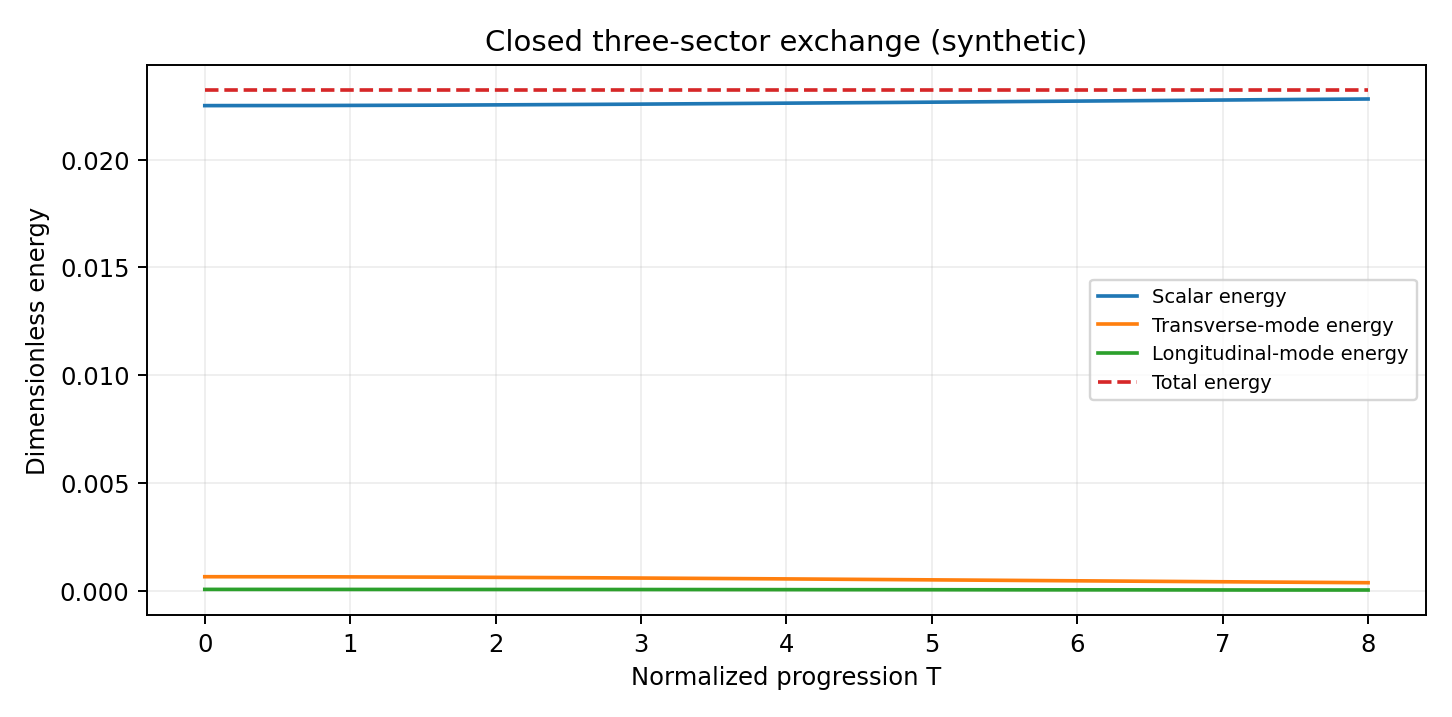 Closed three-sector exchange (synthetic)
Dimensionless energy
0.020
0.015
0.010
0.005
0.000
Scalar energy
Transverse-mode energy
Longitudinal-mode energy
Total energy
0 1 2 3 4 5 6 7 8
Normalized progression T